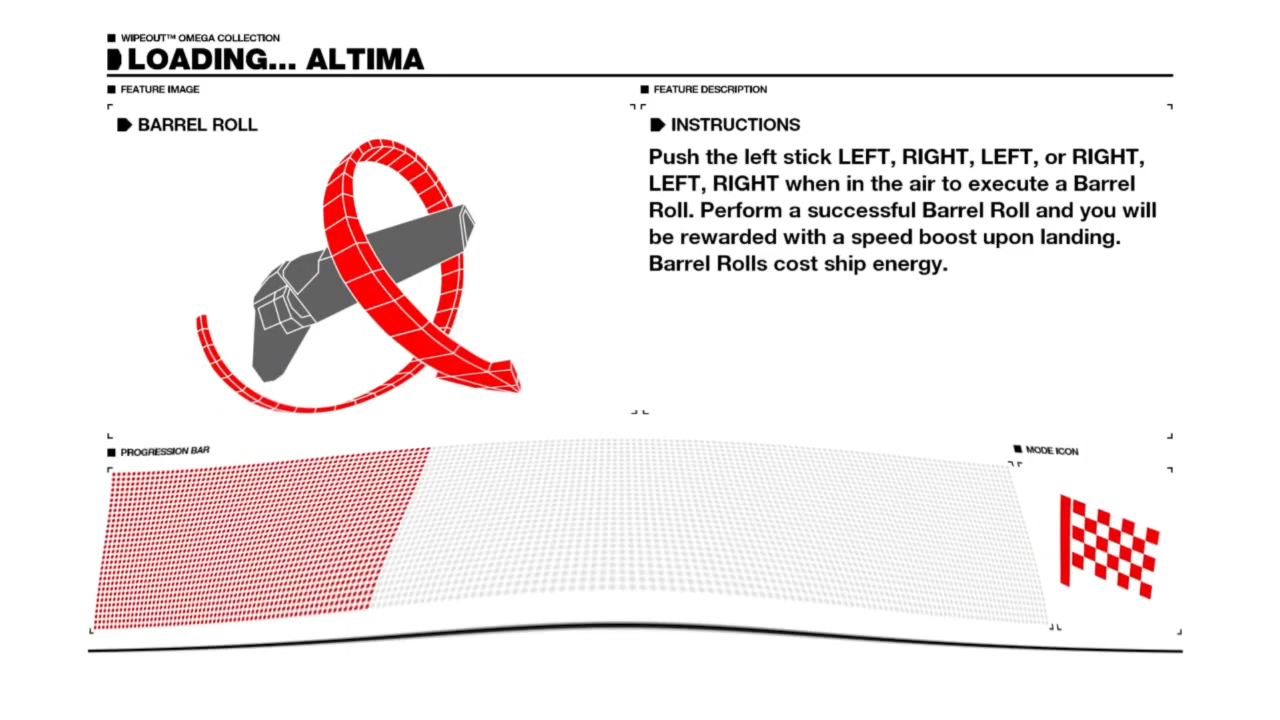 WIPEOUT™ OMEGA COLLECTION
LOADING... ALTIMA
FEATURE IMAGE
FEATURE DESCRIPTION
BARREL ROLL
INSTRUCTIONS
Push the left stick LEFT, RIGHT, LEFT, or RIGHT,
LEFT, RIGHT when in the air to execute a Barrel
Roll. Perform a successful Barrel Roll and you will
be rewarded with a speed boost upon landing.
Barrel Rolls cost ship energy.
PROGRESSION BAR
MODE ICON